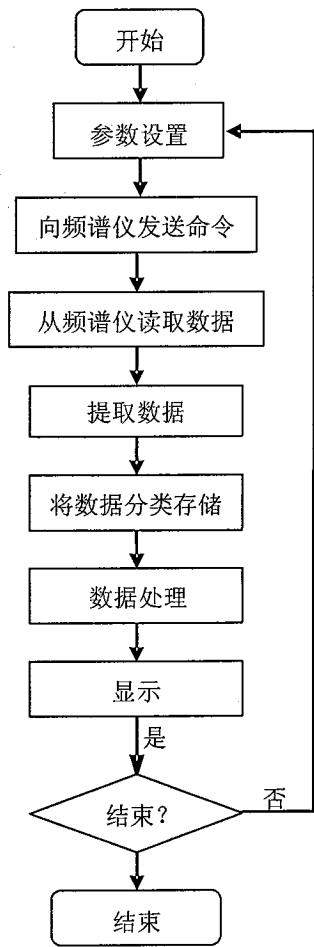 开始
参数设置
向频谱仪发送命令
从频谱仪读取数据
提取数据
将数据分类存储
数据处理
显示
是
结束？
否
结束